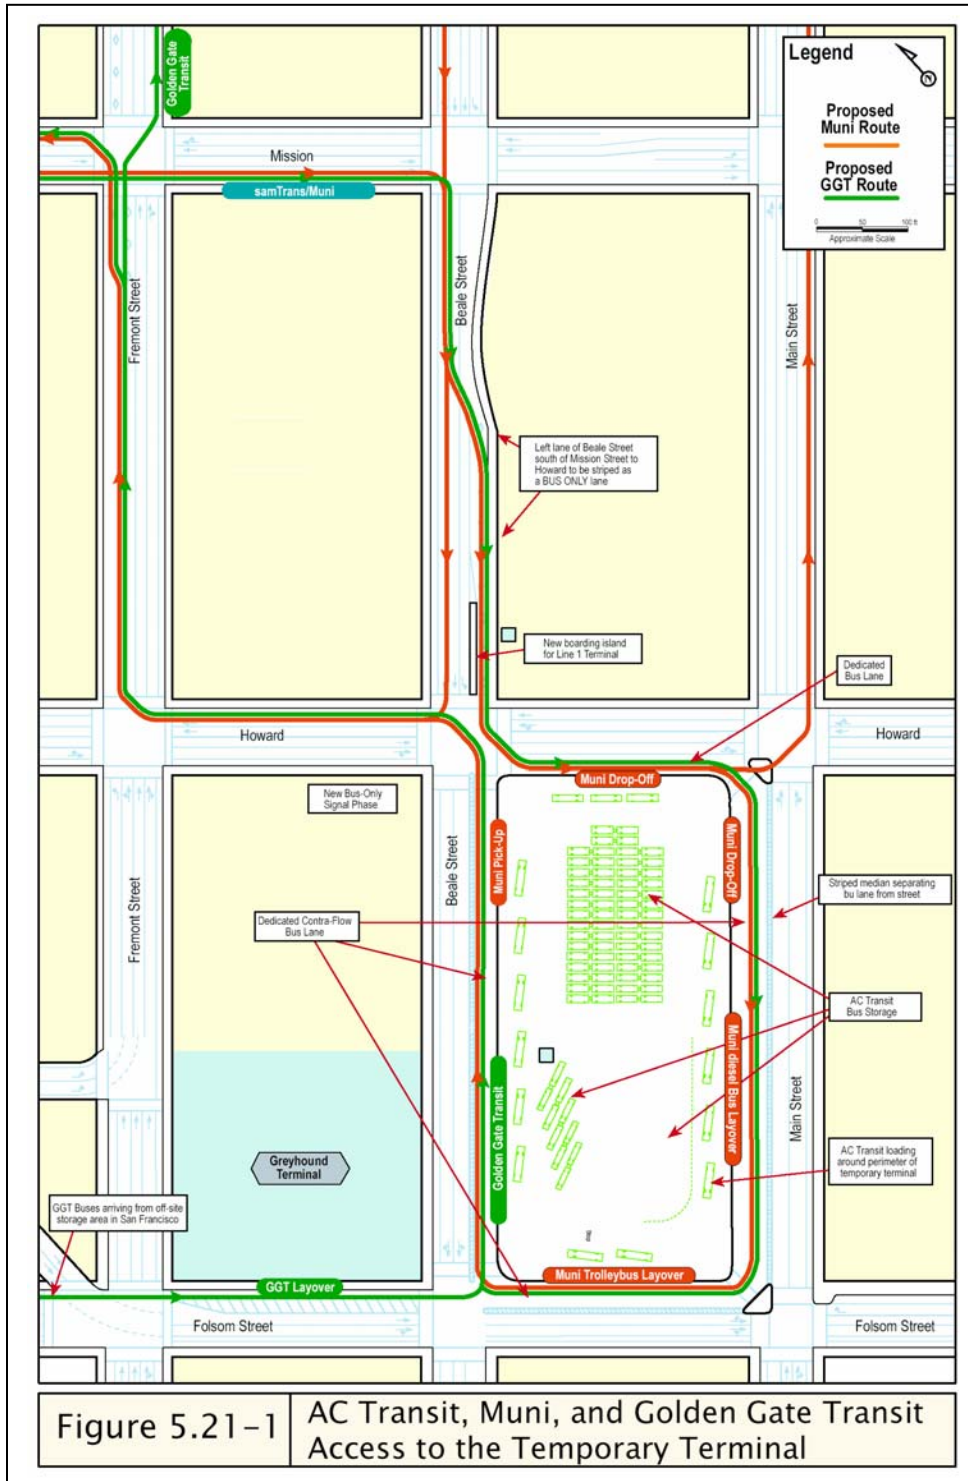 Golden Gate
Transit
Legend
N
Proposed
Muni Route
Proposed
GGT Route
0 50 100 ft
Approximate Scale
Mission
samTrans/Muni
Fremont Street
Beale Street
Main Street
Left lane of Beale Street
south of Mission Street to
Howard to be striped as
a BUS ONLY lane
New boarding island
for Line 1 Terminal
Dedicated
Bus Lane
Howard
Howard
Muni Drop-Off
New Bus-Only
Signal Phase
Muni Pick-Up
Muni Drop-Off
Beale Street
Striped median separating
bu lane from street
Fremont Street
Dedicated Contra-Flow
Bus Lane
AC Transit
Bus Storage
Muni diesel Bus Layover
Golden Gate Transit
Main Street
AC Transit loading
around perimeter of
temporary terminal
Greyhound
Terminal
GGT Buses arriving from off-site
storage area in San Francisco
Stop
Muni Trolleybus Layover
GGT Layover
Folsom Street
Folsom Street
Figure 5.21-1
AC Transit, Muni, and Golden Gate Transit
Access to the Temporary Terminal